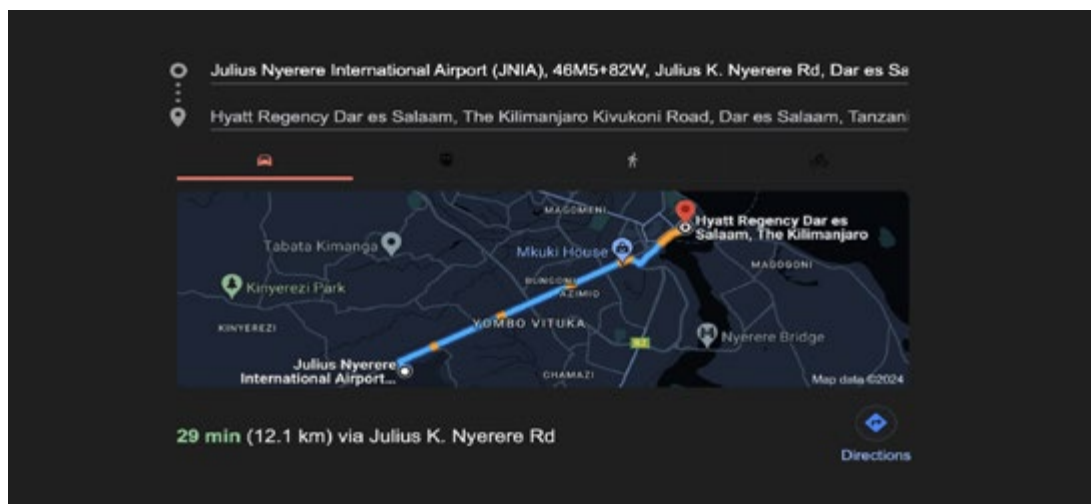 Julius Nyerere International Airport (JNIA), 46M5+82W, Julius K. Nyerere Rd, Dar es Sa
Hyatt Regency Dar es Salaam, The Kilimanjaro Kivukoni Road, Dar es Salaam, Tanzani
MAGOMENI
Hyatt Regency Dar es
Salaam, The Kilimanjaro
Tabata Kimanga
Mkuki House
MAGOGONI
BUNGONI
Kinyerezi Park
AZIMIO
KINYEREZI
YOMBO VITUKA
Nyerere Bridge
Julius Nyerere
International Airport...
CHAMAZI
Map data ©2024
29 min (12.1 km) via Julius K. Nyerere Rd
Directions